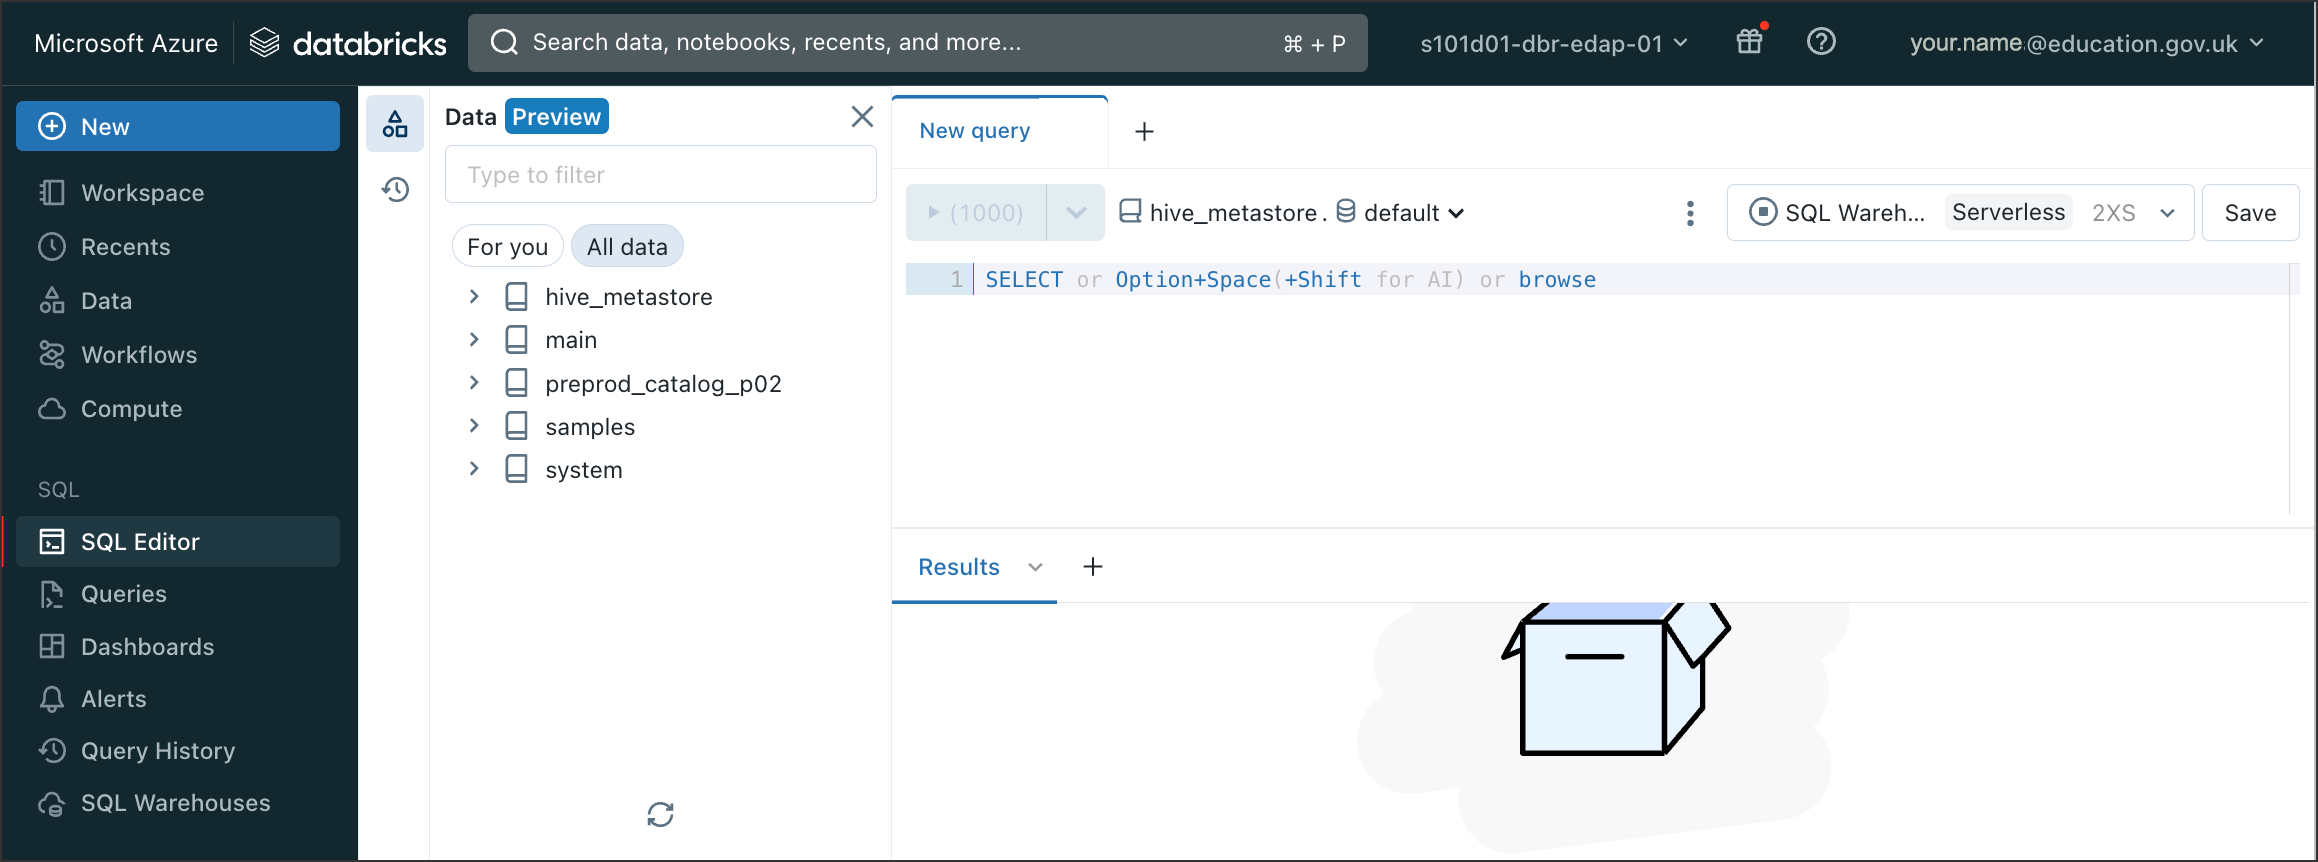 Microsoft Azure databricks Search data, notebooks, recents, and more... ⌘ + P s101d01-dbr-edap-01 your.name@education.gov.uk
New
Workspace
Recents
Data
Workflows
Compute
SQL
SQL Editor
Queries
Dashboards
Alerts
Query History
SQL Warehouses
Data Preview
Type to filter
For you All data
hive_metastore
main
preprod_catalog_p02
samples
system
New query +
(1000) hive_metastore . default SQL Wareh... Serverless 2XS Save
1 SELECT or Option+Space(+Shift for AI) or browse
Results +